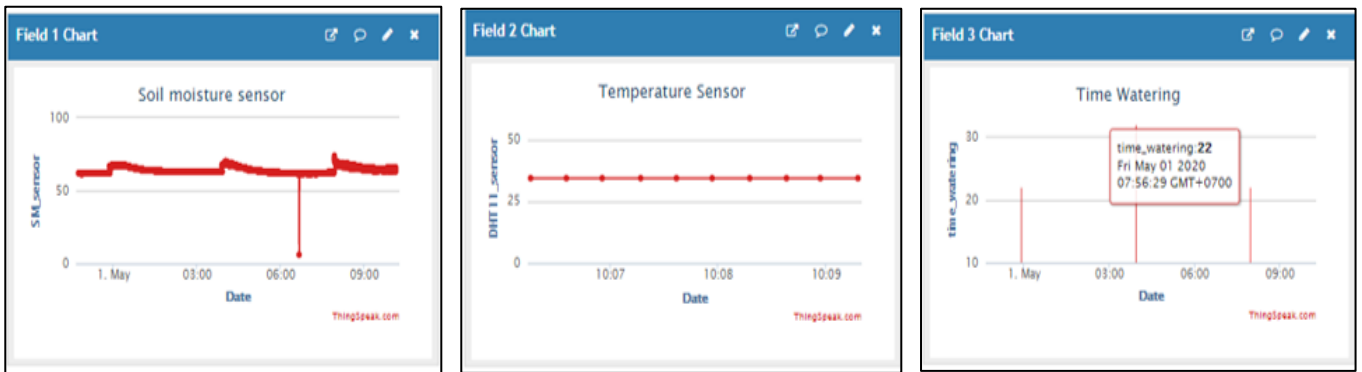 Field 1 Chart
Soil moisture sensor
100
50
0
SM_sensor
1. May 03:00 06:00 09:00
Date
ThingSpeak.com
Field 2 Chart
Temperature Sensor
50
25
0
DHT11_sensor
10:07 10:08 10:09
Date
ThingSpeak.com
Field 3 Chart
Time Watering
30
20
10
time_watering
time_watering:22
Fri May 01 2020
07:56:29 GMT+0700
1. May 03:00 06:00 09:00
Date
ThingSpeak.com